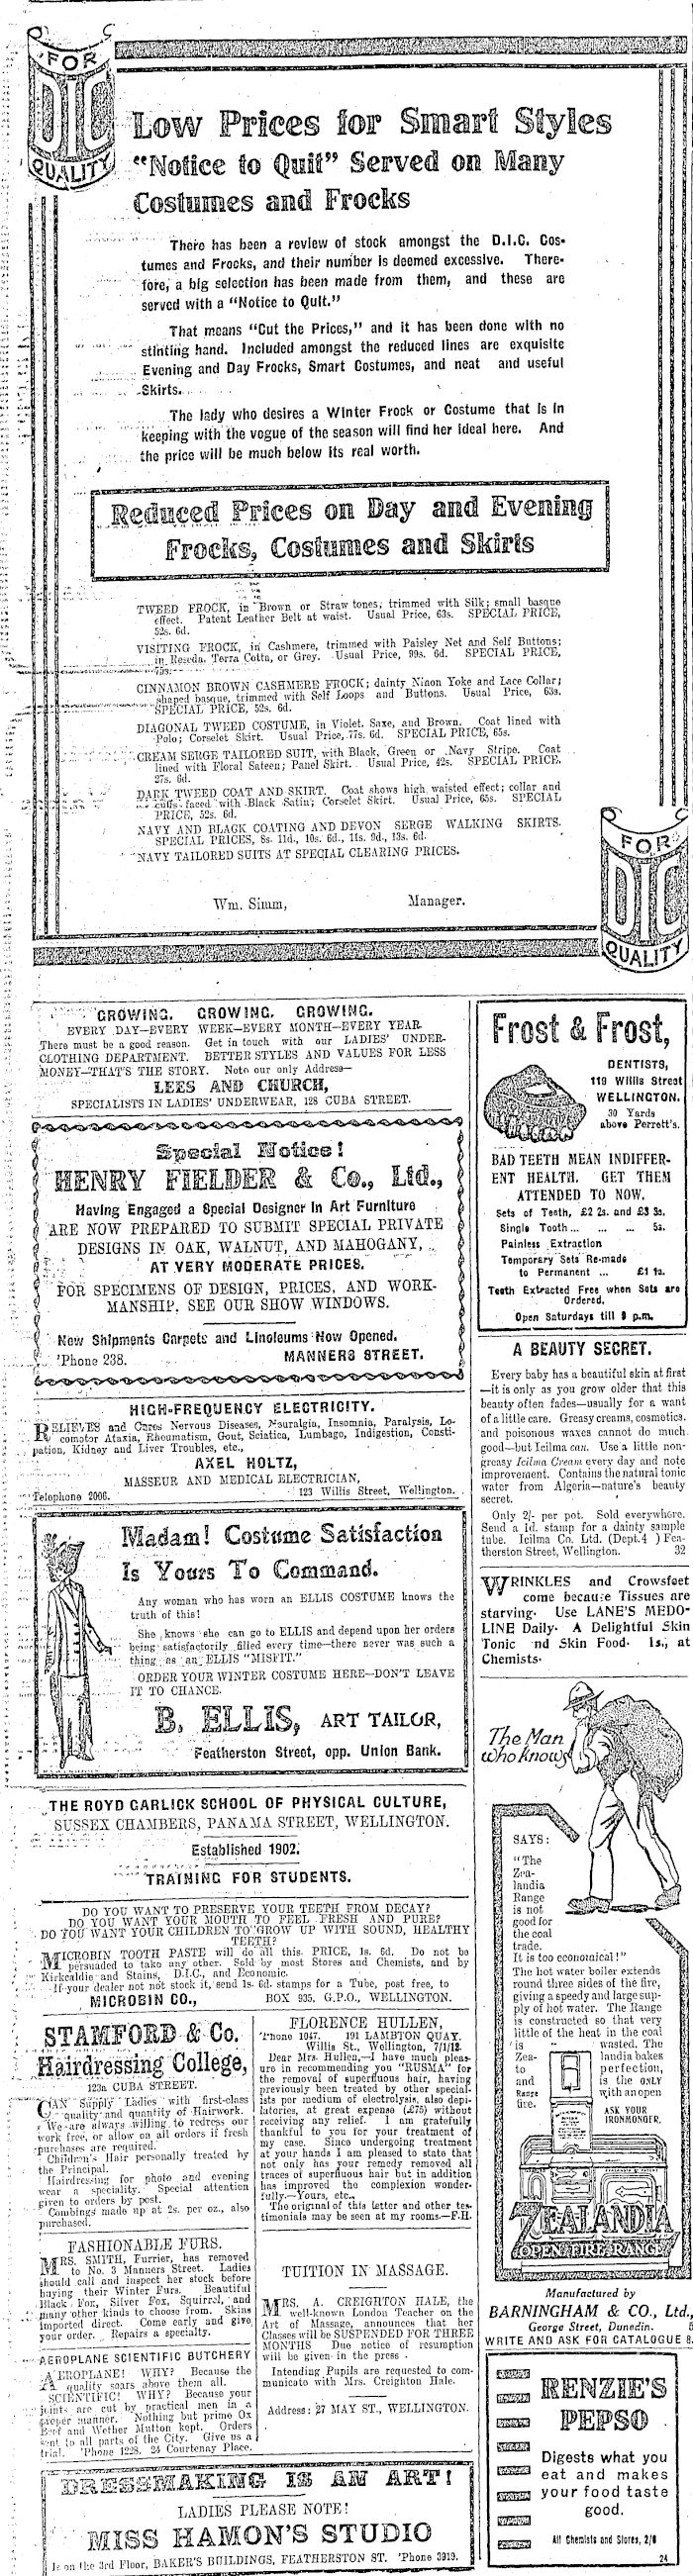 FOR
DIC
QUALITY
Low Prices for Smart Styles
"Notice to Quit" Served on Many
Costumes and Frocks
There has been a review of stock amongst the D.I.C. Cos-
tumes and Frocks, and their number is deemed excessive. There-
fore, a big selection has been made from them, and these are
served with a "Notice to Quit."
That means "Cut the Prices," and it has been done with no
stinting hand. Included amongst the reduced lines are exquisite
Evening and Day Frocks, Smart Costumes, and neat and useful
Skirts.
The lady who desires a Winter Frock or Costume that is in
keeping with the vogue of the season will find her ideal here. And
the price will be much below its real worth.
Reduced Prices on Day and Evening
Frocks, Costumes and Skirts
TWEED FROCK, in Brown or Straw tones; trimmed with Silk; small basque
effect. Patent Leather Belt at waist. Usual Price, 63s. SPECIAL PRICE,
52s. 6d.
VISITING FROCK, in Cashmere, trimmed with Paisley Net and Self Buttons;
in Reseda, Terra Cotta, or Grey. Usual Price, 99s. 6d. SPECIAL PRICE,
CINNAMON BROWN CASHMERE FROCK; dainty Ninon Yoke and Lace Collar;
shaped basque, trimmed with Self Loops and Buttons. Usual Price, 63s.
SPECIAL PRICE, 52s. 6d.
DIAGONAL TWEED COSTUME, in Violet, Saxe, and Brown. Coat lined with
Polo; Corselet Skirt. Usual Price, 77s. 6d. SPECIAL PRICE, 65s.
CREAM SERGE TAILORED SUIT, with Black, Green or Navy Stripe. Coat
lined with Floral Sateen; Panel Skirt. Usual Price, 42s. SPECIAL PRICE,
27s. 6d.
DARK TWEED COAT AND SKIRT. Coat shows high waisted effect; collar and
cuffs faced with Black Satin; Corselet Skirt. Usual Price, 65s. SPECIAL
PRICE, 52s. 6d.
NAVY AND BLACK COATING AND DEVON SERGE WALKING SKIRTS.
SPECIAL PRICES, 8s. 11d., 10s. 6d., 11s. 9d., 13s. 6d.
NAVY TAILORED SUITS AT SPECIAL CLEARING PRICES.
Wm. Simm, Manager.
FOR
DIC
QUALITY
GROWING. GROWING. GROWING.
EVERY DAY—EVERY WEEK—EVERY MONTH—EVERY YEAR
There must be a good reason. Get in touch with our LADIES' UNDER-
CLOTHING DEPARTMENT. BETTER STYLES AND VALUES FOR LESS
MONEY—THAT'S THE STORY. Note our only Address—
LEES AND CHURCH,
SPECIALISTS IN LADIES' UNDERWEAR, 128 CUBA STREET.
Special Notice!
HENRY FIELDER & Co., Ltd.,
Having Engaged a Special Designer in Art Furniture
ARE NOW PREPARED TO SUBMIT SPECIAL PRIVATE
DESIGNS IN OAK, WALNUT, AND MAHOGANY,
AT VERY MODERATE PRICES.
FOR SPECIMENS OF DESIGN, PRICES, AND WORK-
MANSHIP, SEE OUR SHOW WINDOWS.
New Shipments Carpets and Linoleums Now Opened.
'Phone 238. MANNERS STREET.
HIGH-FREQUENCY ELECTRICITY.
RELIEVES and Cures Nervous Diseases, Neuralgia, Insomnia, Paralysis, Lo-
comotor Ataxia, Rheumatism, Gout, Sciatica, Lumbago, Indigestion, Consti-
pation, Kidney and Liver Troubles, etc.,
AXEL HOLTZ,
MASSEUR AND MEDICAL ELECTRICIAN,
Telephone 2006. 123 Willis Street, Wellington.
Madam! Costume Satisfaction
Is Yours To Command.
Any woman who has worn an ELLIS COSTUME knows the
truth of this!
She knows she can go to ELLIS and depend upon her orders
being satisfactorily filled every time—there never was such a
thing as an ELLIS "MISFIT."
ORDER YOUR WINTER COSTUME HERE—DON'T LEAVE
IT TO CHANCE.
B. ELLIS, ART TAILOR,
Featherston Street, opp. Union Bank.
THE ROYD GARLICK SCHOOL OF PHYSICAL CULTURE,
SUSSEX CHAMBERS, PANAMA STREET, WELLINGTON.
Established 1902.
TRAINING FOR STUDENTS.
DO YOU WANT TO PRESERVE YOUR TEETH FROM DECAY?
DO YOU WANT YOUR MOUTH TO FEEL FRESH AND PURE?
DO YOU WANT YOUR CHILDREN TO GROW UP WITH SOUND, HEALTHY
TEETH?
MICROBIN TOOTH PASTE will do all this. PRICE, 1s. 6d. Do not be
persuaded to take any other. Sold by most Stores and Chemists, and by
Kirkcaldie and Stains, D.I.C., and Economic.
If your dealer not not stock it, send 1s. 6d. stamps for a Tube, post free, to
MICROBIN CO., BOX 935, G.P.O., WELLINGTON.
STAMFORD & Co.
Hairdressing College,
123a CUBA STREET.
CAN Supply Ladies with first-class
quality and quantity of Hairwork.
We are always willing to redress our
work free, or allow on all orders if fresh
purchases are required.
Children's Hair personally treated by
the Principal.
Hairdressing for photo and evening
wear a speciality. Special attention
given to orders by post.
Combings made up at 2s. per oz., also
purchased.
FASHIONABLE FURS.
MRS. SMITH, Furrier, has removed
to No. 3 Manners Street. Ladies
should call and inspect her stock before
buying their Winter Furs. Beautiful
Black Fox, Silver Fox, Squirrel, and
many other kinds to choose from. Skins
imported direct. Come early and give
your order. Repairs a specialty.
AEROPLANE SCIENTIFIC BUTCHERY
AEROPLANE! WHY? Because the
quality soars above them all.
SCIENTIFIC! WHY? Because your
joints are cut by practical men in a
proper manner. Nothing but prime Ox
Beef and Wether Mutton kept. Orders
sent to all parts of the City. Give us a
trial. 'Phone 1228. 24 Courtenay Place.
FLORENCE HULLEN,
'Phone 1047. 191 LAMBTON QUAY.
Willis St., Wellington, 7/1/12.
Dear Mrs. Hullen,—I have much pleas-
ure in recommending you "RUSMA" for
the removal of superfluous hair, having
previously been treated by other special-
ists per medium of electrolysis, also depi-
latories, at great expense (£75) without
receiving any relief. I am gratefully
thankful to you for your treatment of
my case. Since undergoing treatment
at your hands I am pleased to state that
not only has your remedy removed all
traces of superfluous hair but in addition
has improved the complexion wonder-
fully.—Yours, etc.,
The original of this letter and other tes-
timonials may be seen at my rooms.—F.H.
TUITION IN MASSAGE.
MRS. A. CREIGHTON HALE, the
well-known London Teacher on the
Art of Massage, announces that her
Classes will be SUSPENDED FOR THREE
MONTHS Due notice of resumption
will be given in the press.
Intending Pupils are requested to com-
municate with Mrs. Creighton Hale.
Address: 27 MAY ST., WELLINGTON.
DRESSMAKING IS AN ART!
LADIES PLEASE NOTE!
MISS HAMON'S STUDIO
Is on the 3rd Floor, BAKER'S BUILDINGS, FEATHERSTON ST. 'Phone 3919.
Frost & Frost,
DENTISTS,
119 Willis Street
WELLINGTON.
30 Yards
above Perrett's.
BAD TEETH MEAN INDIFFER-
ENT HEALTH. GET THEM
ATTENDED TO NOW.
Sets of Teeth, £2 2s. and £3 3s.
Single Tooth ... ... ... 5s.
Painless Extraction
Temporary Sets Re-made
to Permanent ... £1 1s.
Teeth Extracted Free when Sets are
Ordered.
Open Saturdays till 9 p.m.
A BEAUTY SECRET.
Every baby has a beautiful skin at first
—it is only as you grow older that this
beauty often fades—usually for a want
of a little care. Greasy creams, cosmetics,
and poisonous waxes cannot do much
good—but Icilma can. Use a little non-
greasy Icilma Cream every day and note
improvement. Contains the natural tonic
water from Algeria—nature's beauty
secret.
Only 2/- per pot. Sold everywhere.
Send a 1d. stamp for a dainty sample
tube. Icilma Co. Ltd. (Dept.4 ) Fea-
therston Street, Wellington. 32
WRINKLES and Crowsfeet
come because Tissues are
starving. Use LANE'S MEDO-
LINE Daily. A Delightful Skin
Tonic nd Skin Food. 1s., at
Chemists.
The Man
who knows
SAYS:
"The
Zea-
landia
Range
is not
good for
the coal
trade.
It is too economical!"
The hot water boiler extends
round three sides of the fire,
giving a speedy and large sup-
ply of hot water. The Range
is constructed so that very
little of the heat in the coal
is wasted. The
Zea- landia bakes
to perfection,
and is the ONLY
Range with an open
fire.
ASK YOUR
IRONMONGER.
ZEALANDIA
OPEN FIRE RANGE
Manufactured by
BARNINGHAM & CO., Ltd.,
George Street, Dunedin.
WRITE AND ASK FOR CATALOGUE 8.
RENZIE'S
PEPSO
Digests what you
eat and makes
your food taste
good.
All Chemists and Stores, 2/6
24